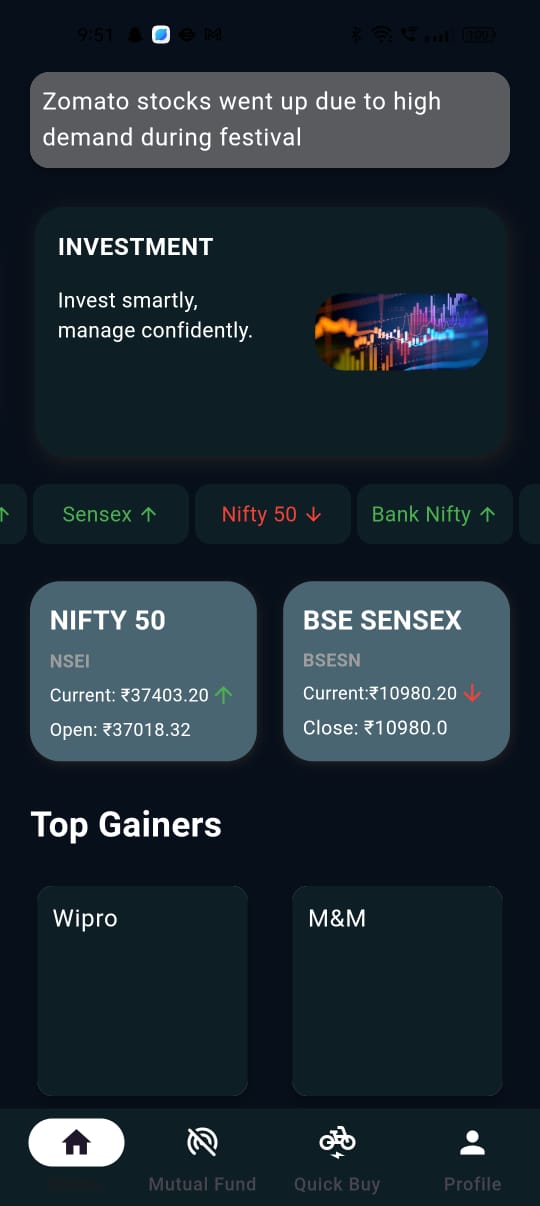 9:51
100
Zomato stocks went up due to high
demand during festival
INVESTMENT
Invest smartly,
manage confidently.
↑ Sensex ↑ Nifty 50 ↓ Bank Nifty ↑
NIFTY 50
NSEI
Current: ₹37403.20 ↑
Open: ₹37018.32
BSE SENSEX
BSESN
Current:₹10980.20 ↓
Close: ₹10980.0
Top Gainers
Wipro
M&M
Mutual Fund Quick Buy Profile